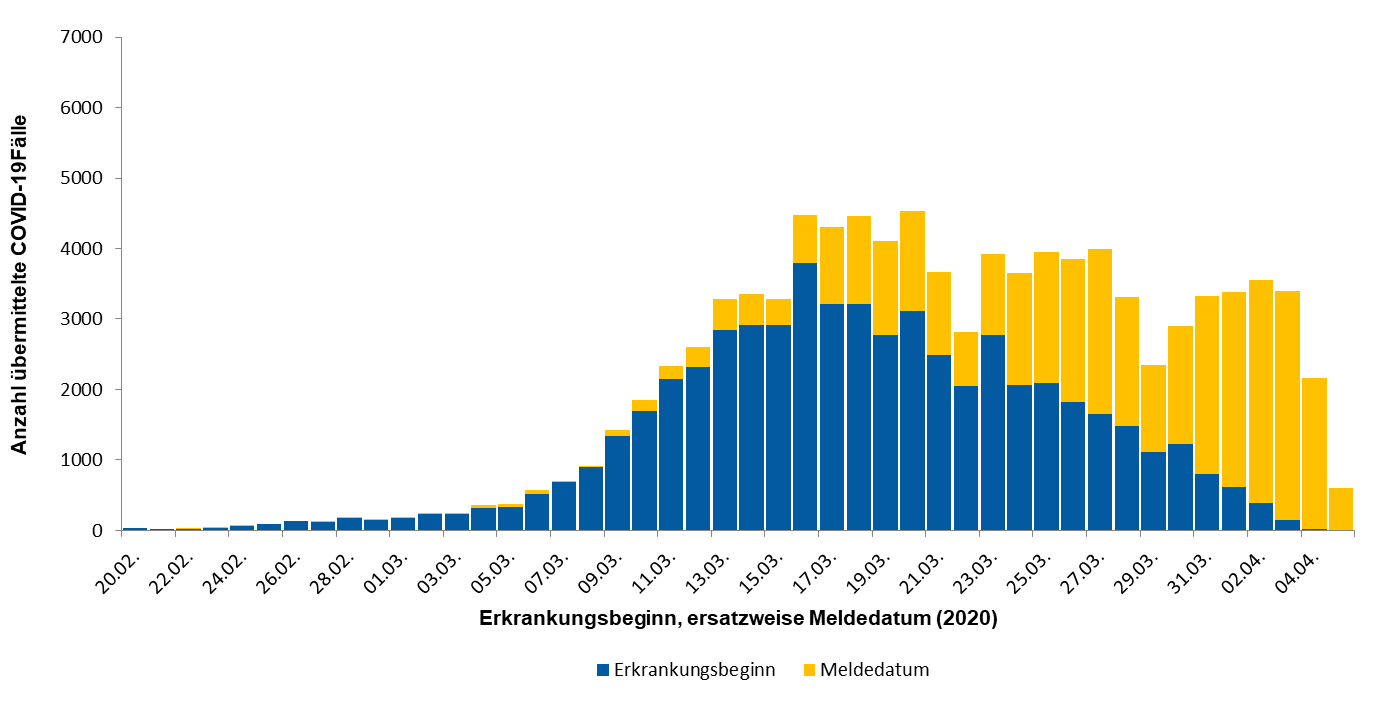 7000
6000
5000
4000
3000
2000
1000
0
Anzahl übermittelte COVID-19Fälle
20.02. 22.02. 24.02. 26.02. 28.02. 01.03. 03.03. 05.03. 07.03. 09.03. 11.03. 13.03. 15.03. 17.03. 19.03. 21.03. 23.03. 25.03. 27.03. 29.03. 31.03. 02.04. 04.04.
Erkrankungsbeginn, ersatzweise Meldedatum (2020)
Erkrankungsbeginn Meldedatum